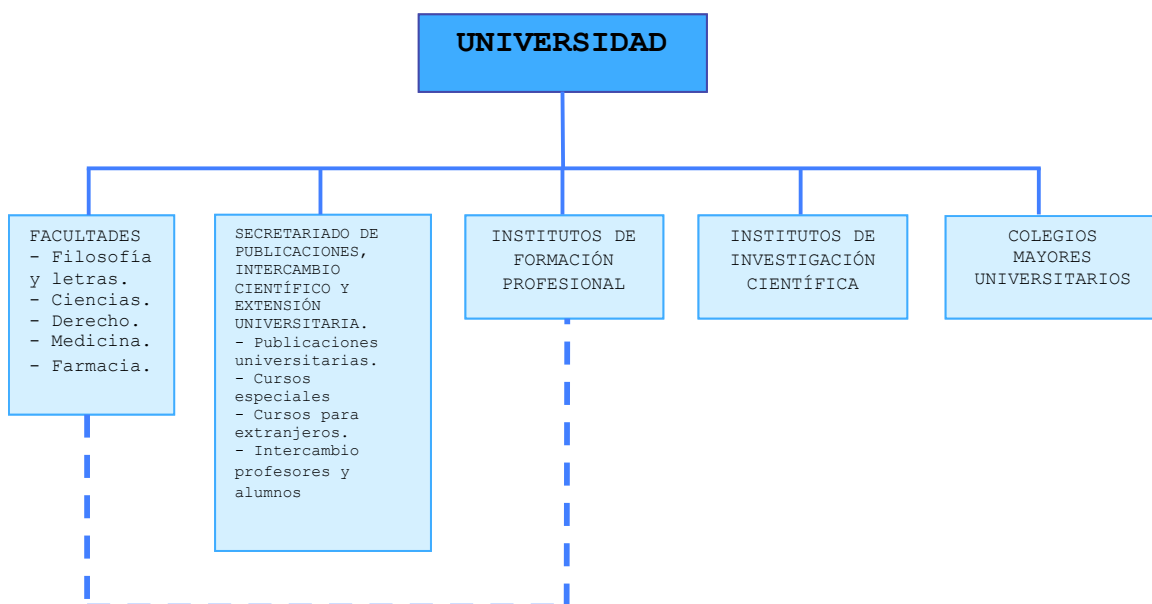 UNIVERSIDAD
FACULTADES
- Filosofía
y letras.
- Ciencias.
- Derecho.
- Medicina.
- Farmacia.
SECRETARIADO DE
PUBLICACIONES,
INTERCAMBIO
CIENTÍFICO Y
EXTENSIÓN
UNIVERSITARIA.
- Publicaciones
universitarias.
- Cursos
especiales
- Cursos para
extranjeros.
- Intercambio
profesores y
alumnos
INSTITUTOS DE
FORMACIÓN
PROFESIONAL
INSTITUTOS DE
INVESTIGACIÓN
CIENTÍFICA
COLEGIOS
MAYORES
UNIVERSITARIOS